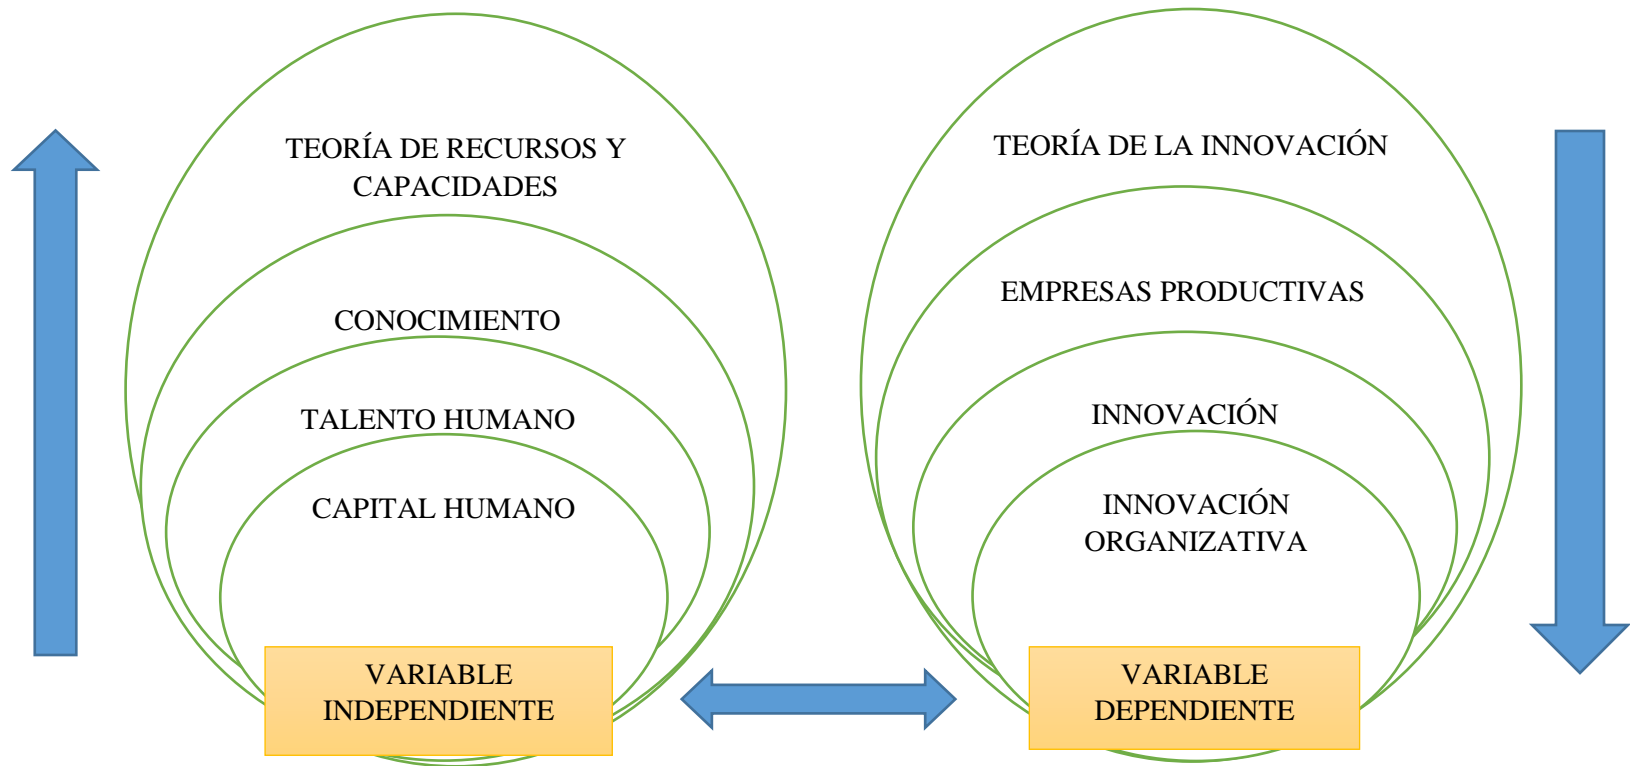 TEORÍA DE RECURSOS Y
CAPACIDADES
CONOCIMIENTO
TALENTO HUMANO
CAPITAL HUMANO
VARIABLE
INDEPENDIENTE
TEORÍA DE LA INNOVACIÓN
EMPRESAS PRODUCTIVAS
INNOVACIÓN
INNOVACIÓN
ORGANIZATIVA
VARIABLE
DEPENDIENTE